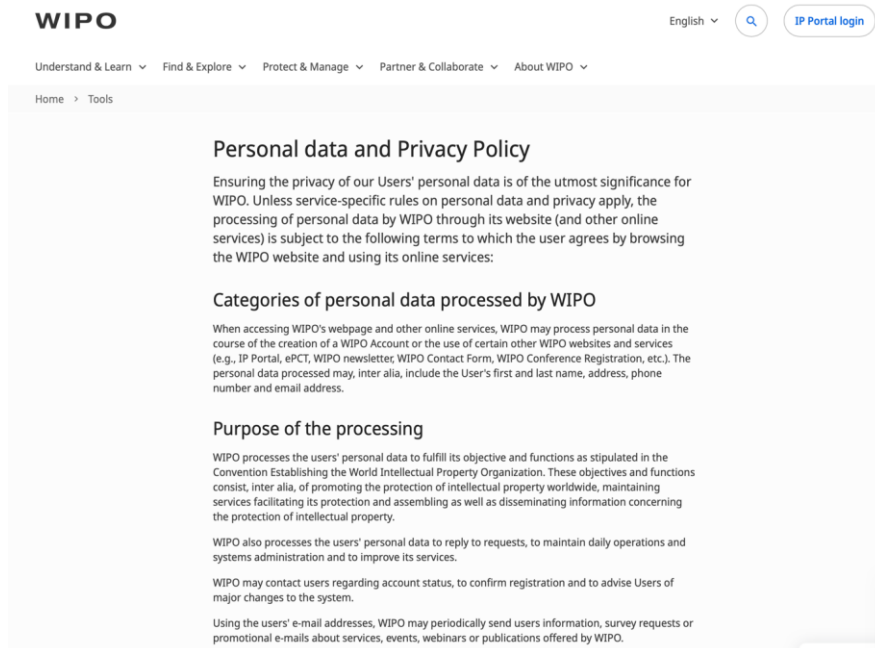 WIPO
English
IP Portal login
Understand & Learn
Find & Explore
Protect & Manage
Partner & Collaborate
About WIPO
Home > Tools
Personal data and Privacy Policy
Ensuring the privacy of our Users' personal data is of the utmost significance for
WIPO. Unless service-specific rules on personal data and privacy apply, the
processing of personal data by WIPO through its website (and other online
services) is subject to the following terms to which the user agrees by browsing
the WIPO website and using its online services:
Categories of personal data processed by WIPO
When accessing WIPO's webpage and other online services, WIPO may process personal data in the
course of the creation of a WIPO Account or the use of certain other WIPO websites and services
(e.g., IP Portal, ePCT, WIPO newsletter, WIPO Contact Form, WIPO Conference Registration, etc.). The
personal data processed may, inter alia, include the User's first and last name, address, phone
number and email address.
Purpose of the processing
WIPO processes the users' personal data to fulfill its objective and functions as stipulated in the
Convention Establishing the World Intellectual Property Organization. These objectives and functions
consist, inter alia, of promoting the protection of intellectual property worldwide, maintaining
services facilitating its protection and assembling as well as disseminating information concerning
the protection of intellectual property.
WIPO also processes the users' personal data to reply to requests, to maintain daily operations and
systems administration and to improve its services.
WIPO may contact users regarding account status, to confirm registration and to advise Users of
major changes to the system.
Using the users' e-mail addresses, WIPO may periodically send users information, survey requests or
promotional e-mails about services, events, webinars or publications offered by WIPO.